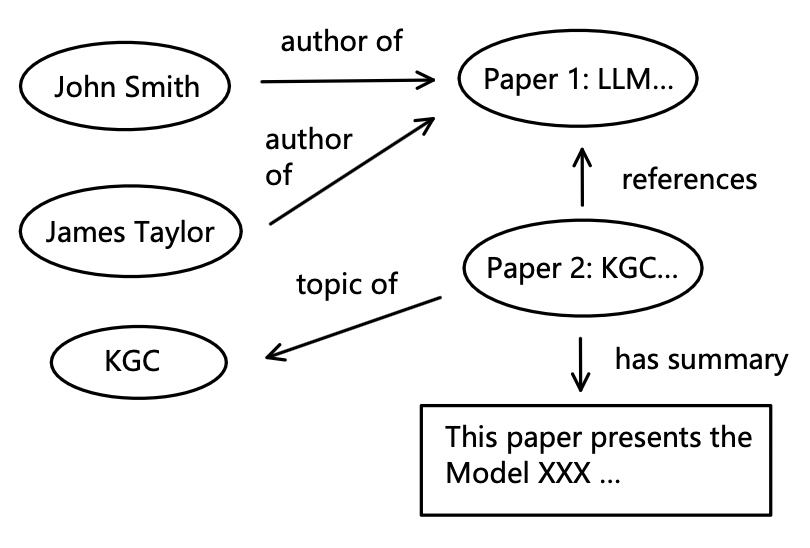 author of
John Smith
Paper 1: LLM...
author
of
references
James Taylor
Paper 2: KGC...
topic of
KGC
has summary
This paper presents the
Model XXX ...